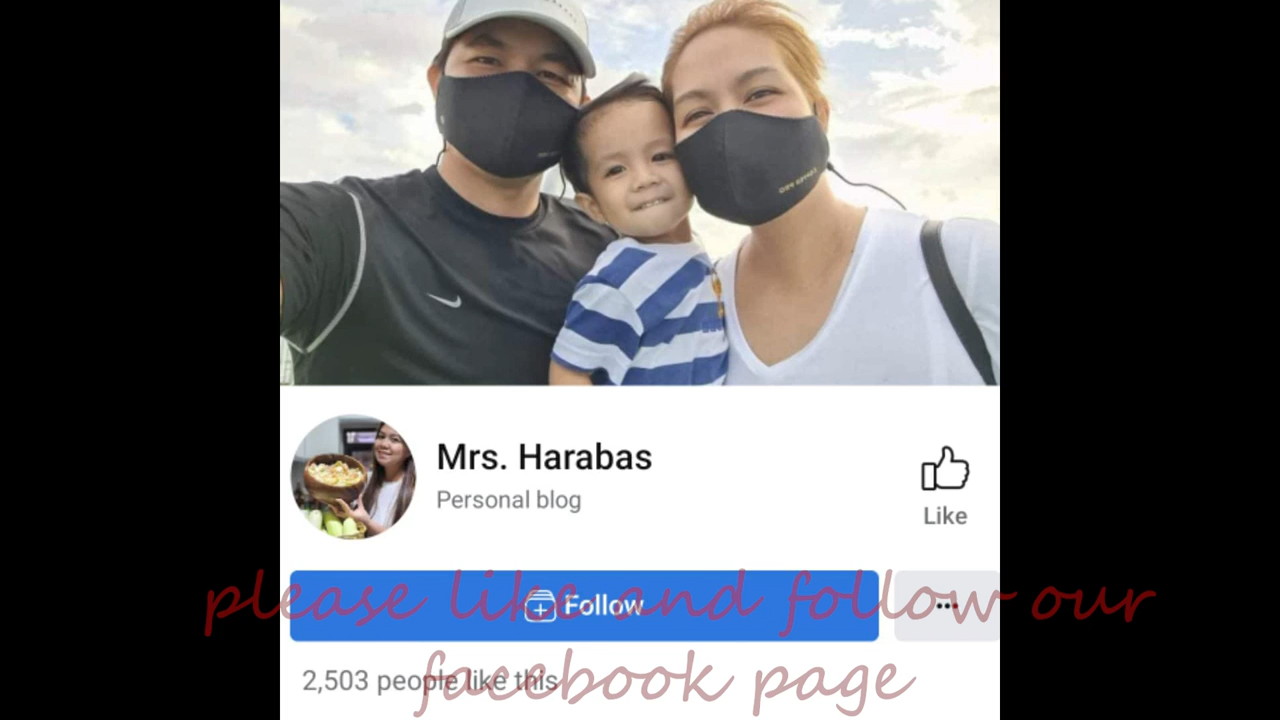 Mrs. Harabas
Personal blog
Like
Follow
please like and follow our
facebook page
2,503 people like this